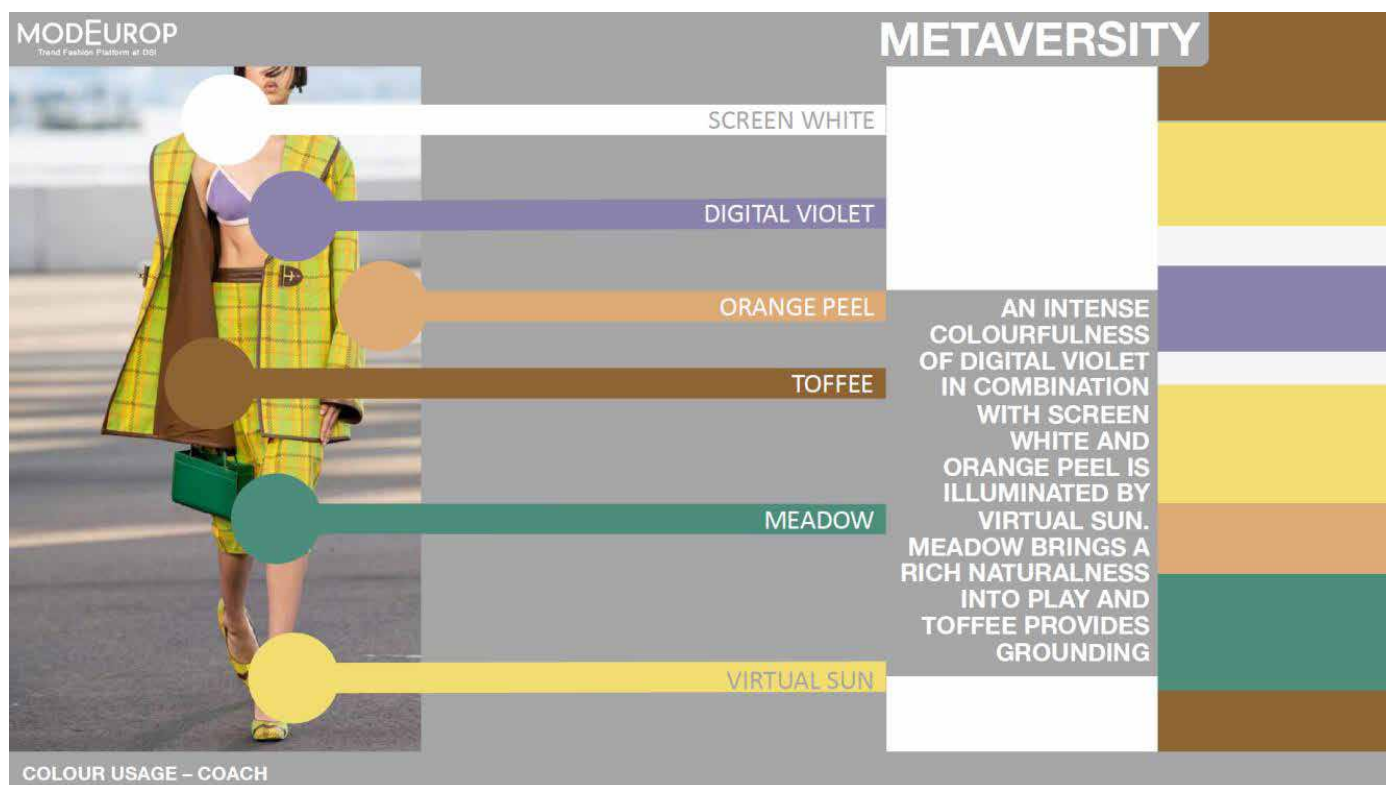 MODEUROP
Trend Fashion Platform at DSI
METAVERSITY
SCREEN WHITE
DIGITAL VIOLET
ORANGE PEEL
TOFFEE
MEADOW
VIRTUAL SUN
AN INTENSE
COLOURFULNESS
OF DIGITAL VIOLET
IN COMBINATION
WITH SCREEN
WHITE AND
ORANGE PEEL IS
ILLUMINATED BY
VIRTUAL SUN.
MEADOW BRINGS A
RICH NATURALNESS
INTO PLAY AND
TOFFEE PROVIDES
GROUNDING
COLOUR USAGE – COACH